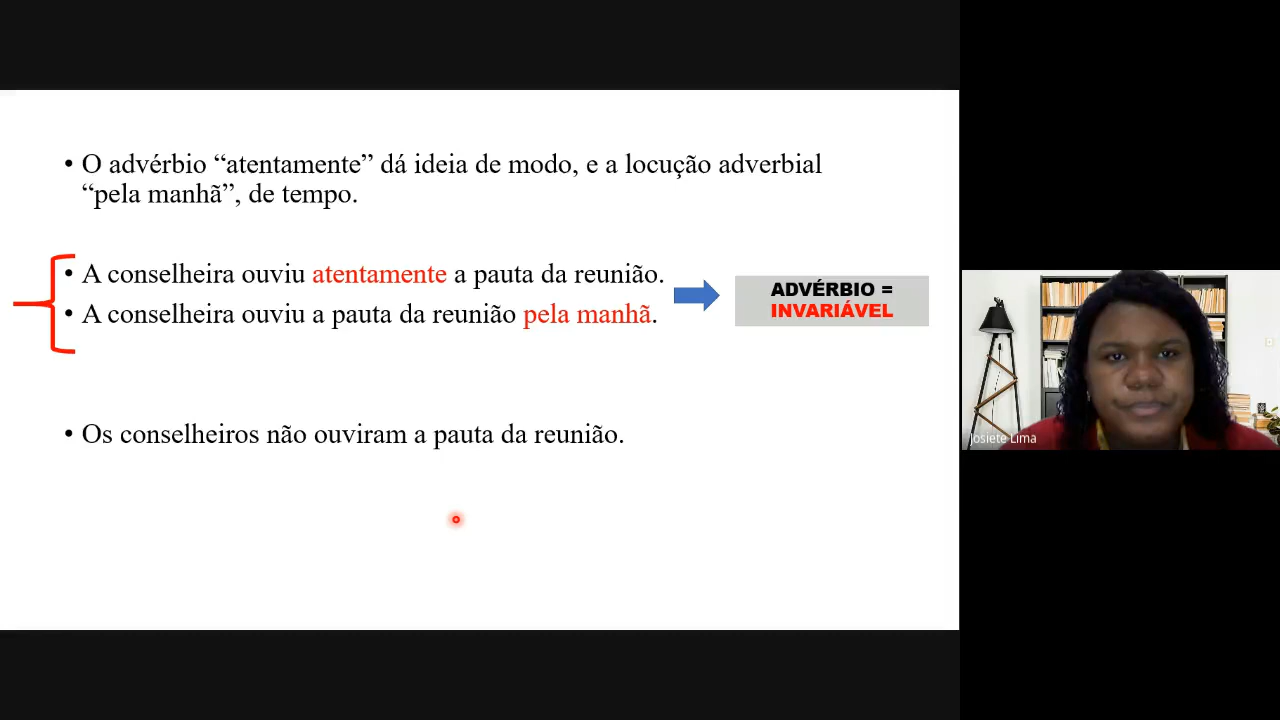 • O advérbio “atentamente” dá ideia de modo, e a locução adverbial
“pela manhã”, de tempo.
• A conselheira ouviu atentamente a pauta da reunião.
• A conselheira ouviu a pauta da reunião pela manhã.
ADVÉRBIO =
INVARIÁVEL
• Os conselheiros não ouviram a pauta da reunião.
Josiete Lima